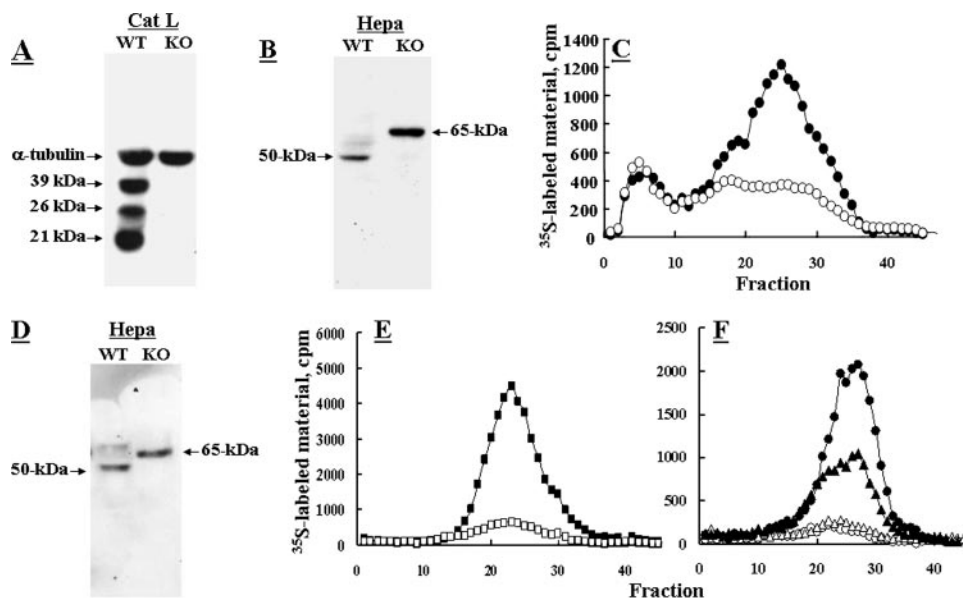 A
Cat L
WT KO
α-tubulin
39 kDa
26 kDa
21 kDa
B
Hepa
WT KO
65-kDa
50-kDa
C
³⁵S-labeled material, cpm
1400
1200
1000
800
600
400
200
0
0 10 20 30 40
Fraction
D
Hepa
WT KO
65-kDa
50-kDa
E
³⁵S-labeled material, cpm
6000
5000
4000
3000
2000
1000
0
0 10 20 30 40
F
2500
2000
1500
1000
500
0
0 10 20 30 40
Fraction